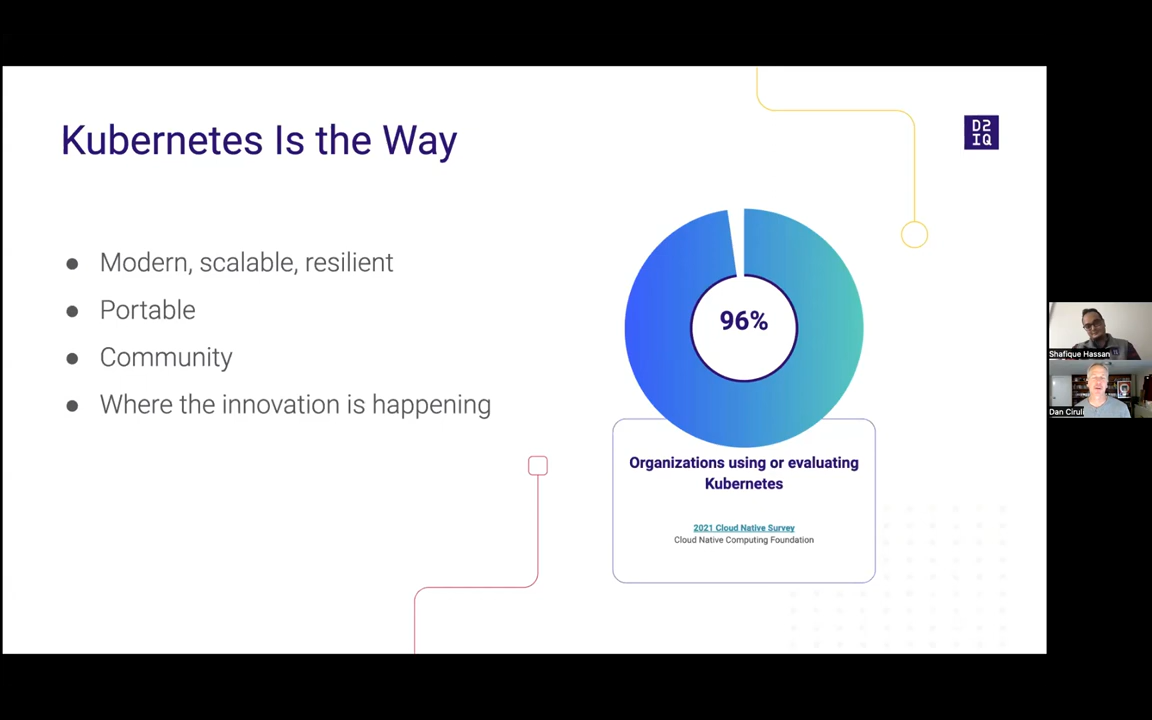 Kubernetes Is the Way
D2
IQ
● Modern, scalable, resilient
● Portable
● Community
● Where the innovation is happening
96%
Organizations using or evaluating
Kubernetes
2021 Cloud Native Survey
Cloud Native Computing Foundation
Shafique Hassan
Dan Ciruli